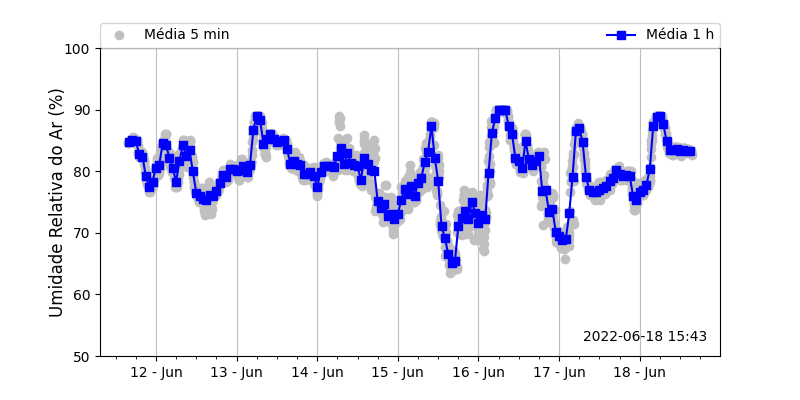 Média 5 min Média 1 h
Umidade Relativa do Ar (%)
100
90
80
70
60
50
2022-06-18 15:43
12 - Jun 13 - Jun 14 - Jun 15 - Jun 16 - Jun 17 - Jun 18 - Jun